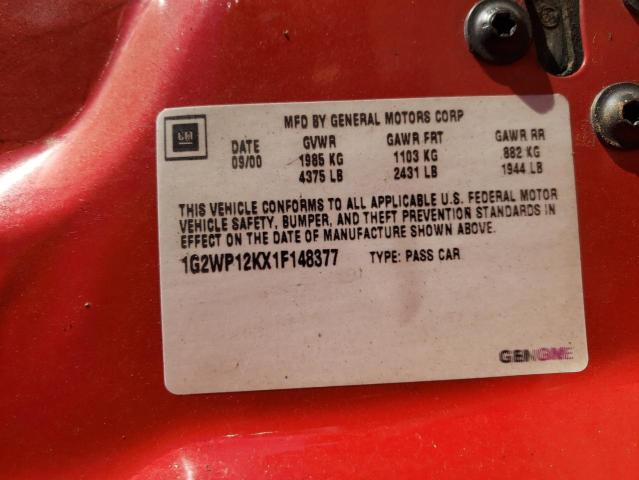 MFD BY GENERAL MOTORS CORP
GM
DATE GVWR GAWR FRT GAWR RR
09/00 1985 KG 1103 KG 882 KG
4375 LB 2431 LB 1944 LB
THIS VEHICLE CONFORMS TO ALL APPLICABLE U.S. FEDERAL MOTOR
VEHICLE SAFETY, BUMPER, AND THEFT PREVENTION STANDARDS IN
EFFECT ON THE DATE OF MANUFACTURE SHOWN ABOVE.
1G2WP12KX1F148377 TYPE: PASS CAR
GENGME